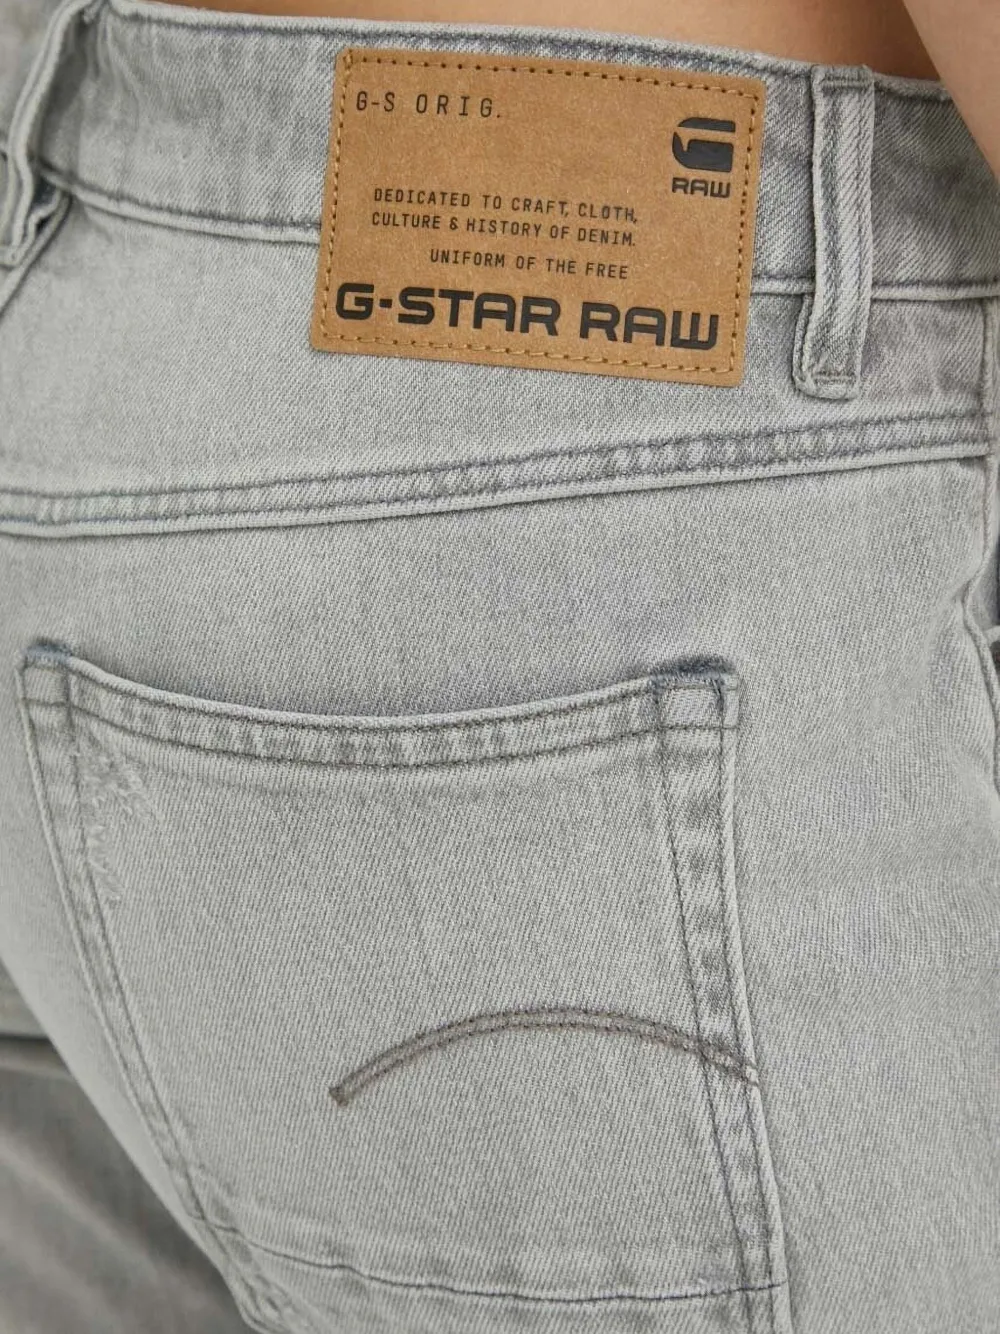 G-S ORIG.
RAW
DEDICATED TO CRAFT, CLOTH,
CULTURE & HISTORY OF DENIM.
UNIFORM OF THE FREE
G-STAR RAW